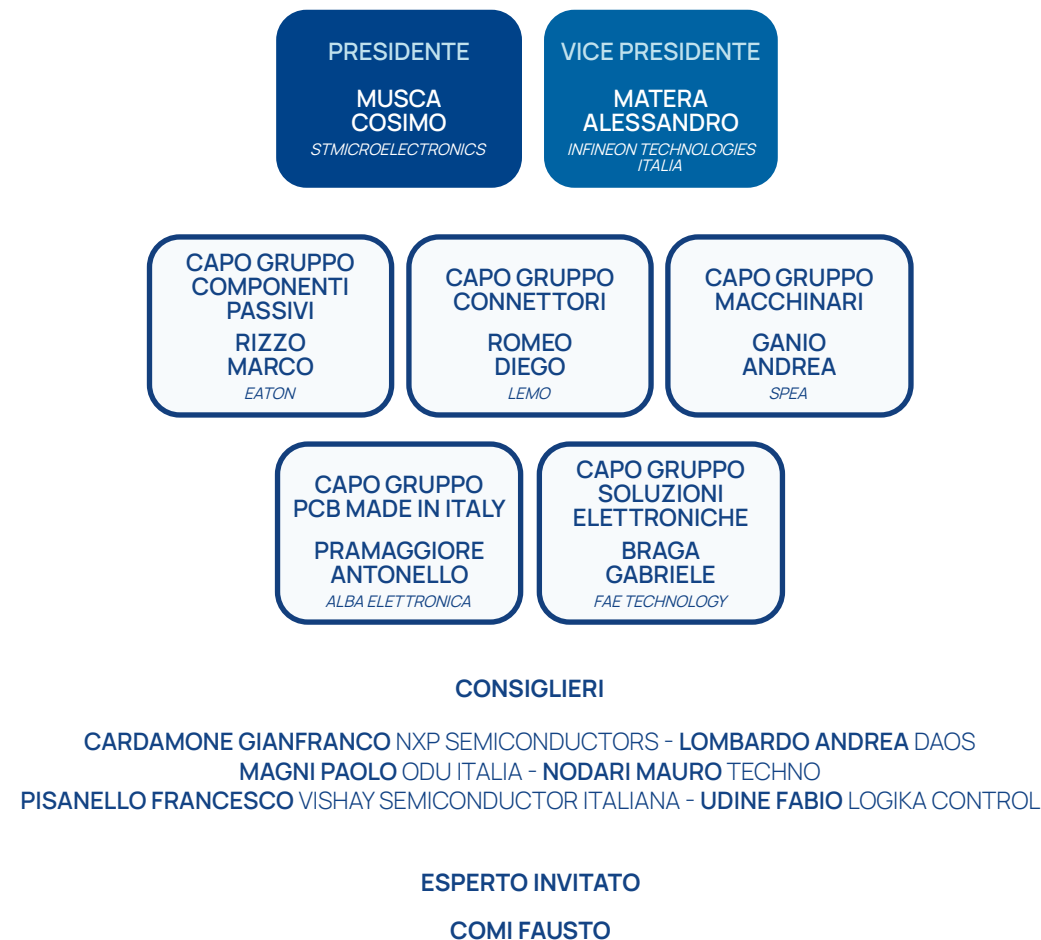 PRESIDENTE
MUSCA
COSIMO
STMICROELECTRONICS
VICE PRESIDENTE
MATERA
ALESSANDRO
INFINEON TECHNOLOGIES
ITALIA
CAPO GRUPPO
COMPONENTI
PASSIVI
RIZZO
MARCO
EATON
CAPO GRUPPO
CONNETTORI
ROMEO
DIEGO
LEMO
CAPO GRUPPO
MACCHINARI
GANIO
ANDREA
SPEA
CAPO GRUPPO
PCB MADE IN ITALY
PRAMAGGIORE
ANTONELLO
ALBA ELETTRONICA
CAPO GRUPPO
SOLUZIONI
ELETTRONICHE
BRAGA
GABRIELE
FAE TECHNOLOGY
CONSIGLIERI
CARDAMONE GIANFRANCO NXP SEMICONDUCTORS - LOMBARDO ANDREA DAOS
MAGNI PAOLO ODU ITALIA - NODARI MAURO TECHNO
PISANELLO FRANCESCO VISHAY SEMICONDUCTOR ITALIANA - UDINE FABIO LOGIKA CONTROL
ESPERTO INVITATO
COMI FAUSTO